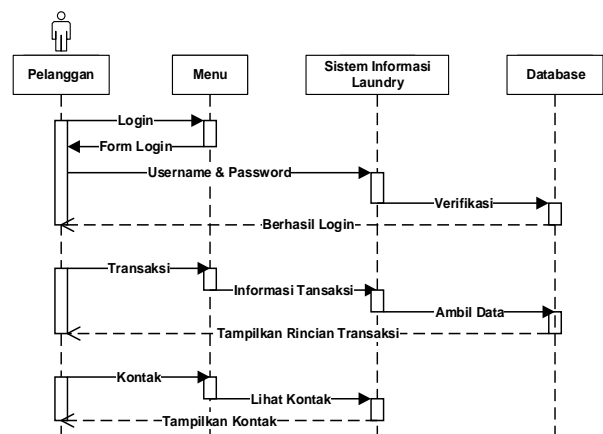 Pelanggan
Menu
Sistem Informasi
Laundry
Database
Login
Form Login
Username & Password
Verifikasi
Berhasil Login
Transaksi
Informasi Tansaksi
Ambil Data
Tampilkan Rincian Transaksi
Kontak
Lihat Kontak
Tampilkan Kontak